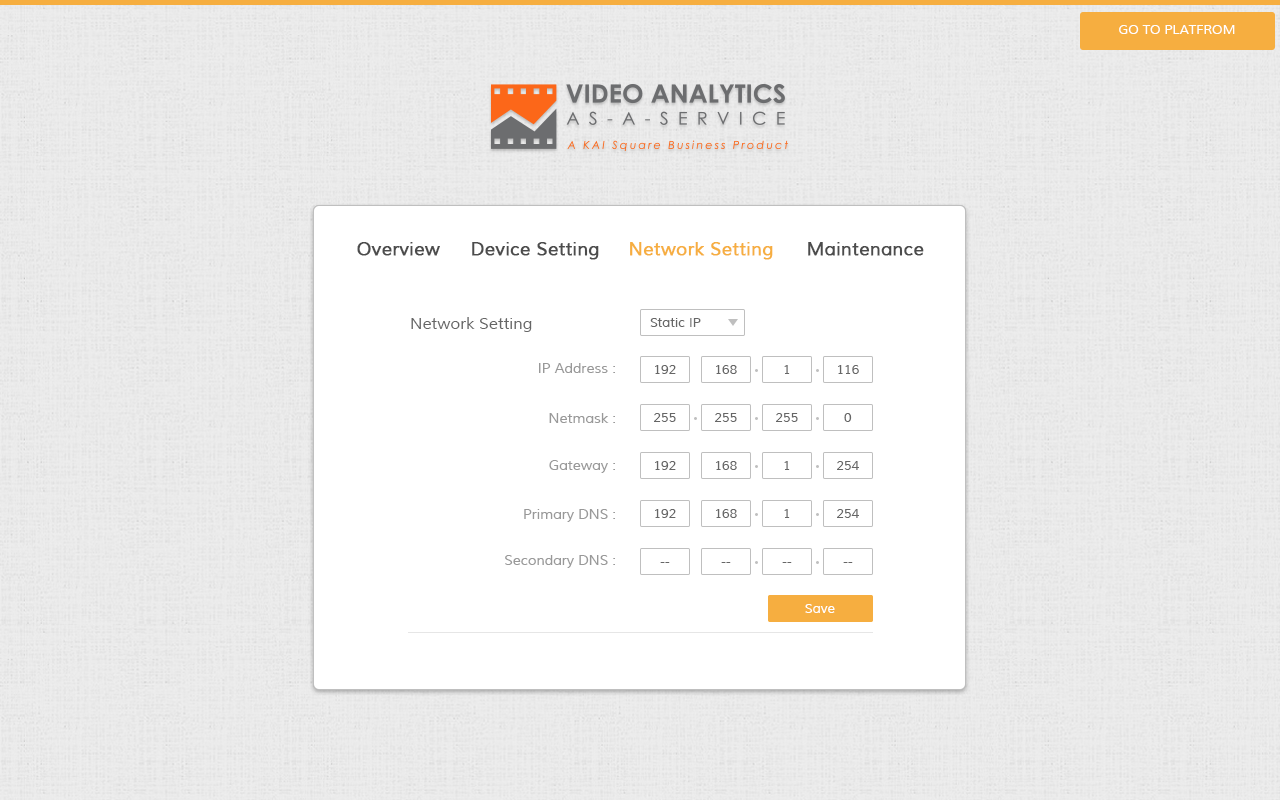 GO TO PLATFROM
VIDEO ANALYTICS
AS-A-SERVICE
A KAI Square Business Product
Overview Device Setting Network Setting Maintenance
Network Setting Static IP
IP Address : 192 168 . 1 . 116
Netmask : 255 . 255 . 255 . 0
Gateway : 192 168 . 1 . 254
Primary DNS : 192 168 . 1 . 254
Secondary DNS : -- -- . -- . --
Save